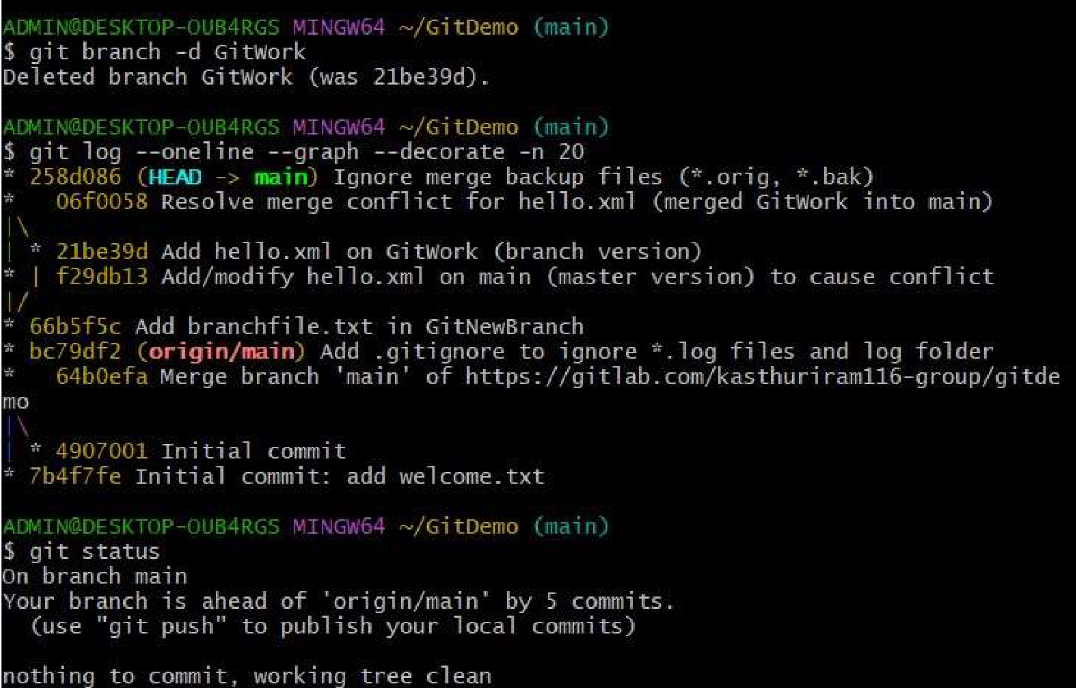 ADMIN@DESKTOP-OUB4RGS MINGW64 ~/GitDemo (main)
$ git branch -d GitWork
Deleted branch GitWork (was 21be39d).

ADMIN@DESKTOP-OUB4RGS MINGW64 ~/GitDemo (main)
$ git log --oneline --graph --decorate -n 20
* 258d086 (HEAD -> main) Ignore merge backup files (*.orig, *.bak)
*   06f0058 Resolve merge conflict for hello.xml (merged GitWork into main)
|\
| * 21be39d Add hello.xml on GitWork (branch version)
* | f29db13 Add/modify hello.xml on main (master version) to cause conflict
|/
* 66b5f5c Add branchfile.txt in GitNewBranch
* bc79df2 (origin/main) Add .gitignore to ignore *.log files and log folder
*   64b0efa Merge branch 'main' of https://gitlab.com/kasthuriram116-group/gitde
mo
|\
| * 4907001 Initial commit
* 7b4f7fe Initial commit: add welcome.txt

ADMIN@DESKTOP-OUB4RGS MINGW64 ~/GitDemo (main)
$ git status
On branch main
Your branch is ahead of 'origin/main' by 5 commits.
  (use "git push" to publish your local commits)

nothing to commit, working tree clean